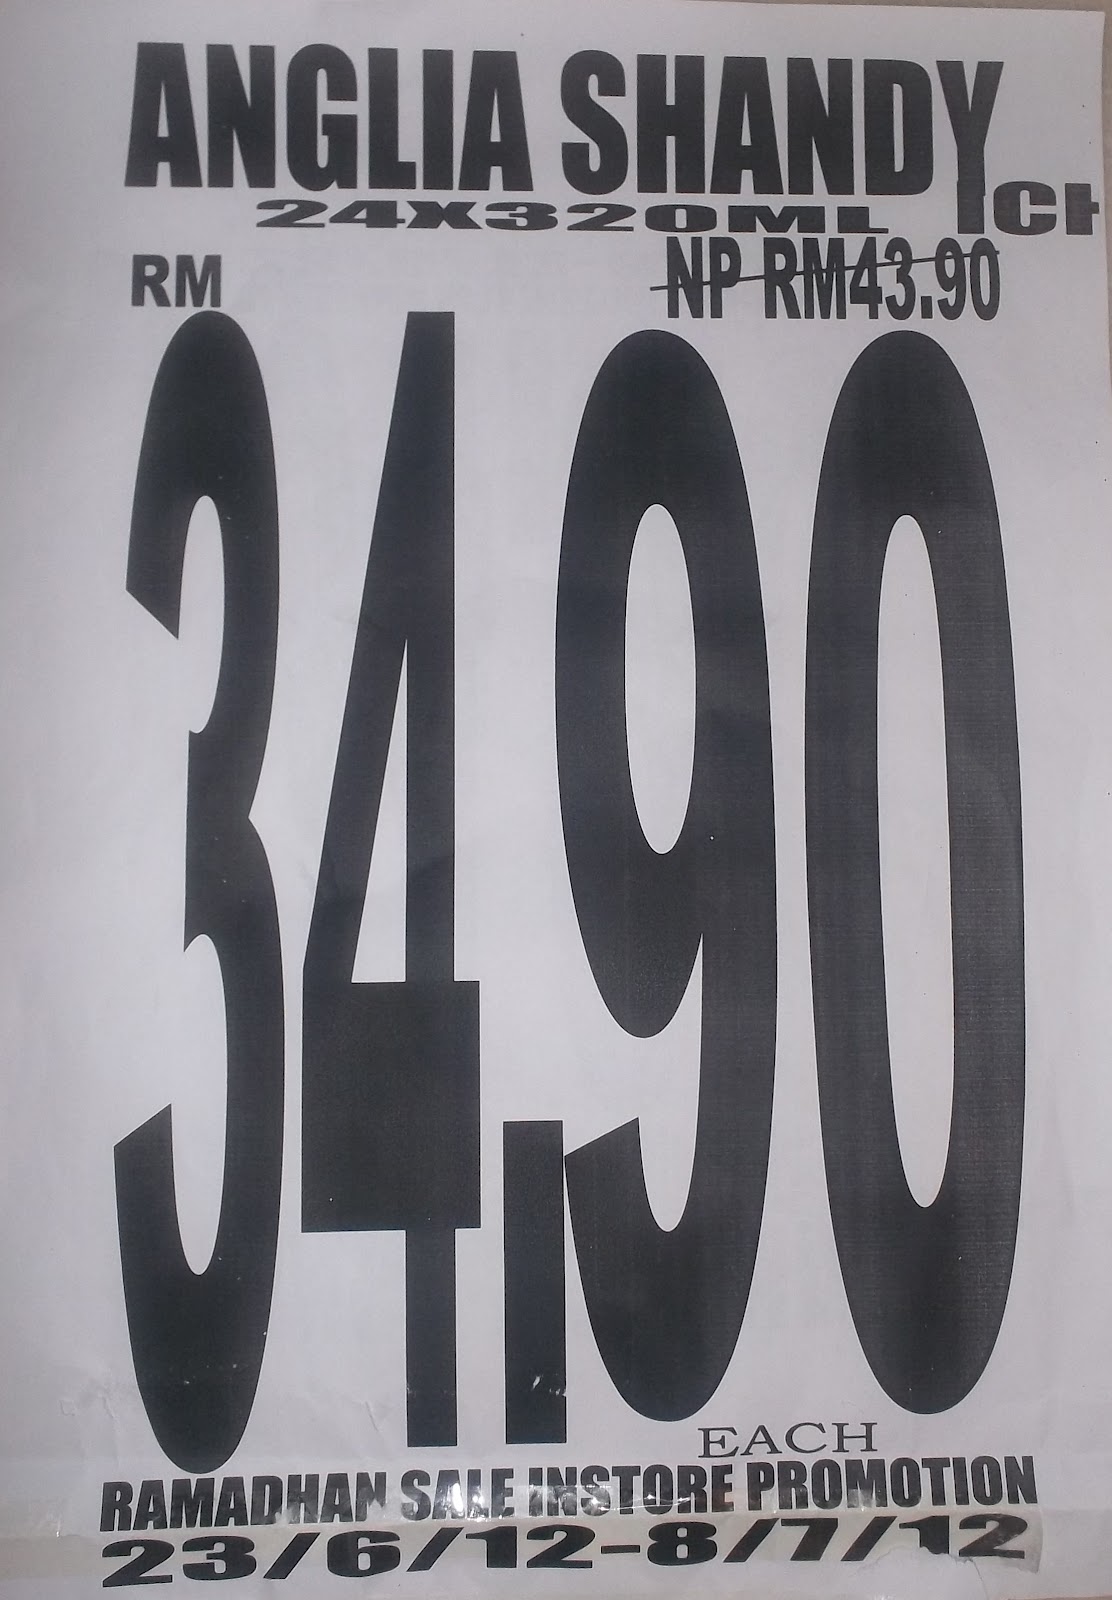 ANGLIA SHANDY
24X320ML
RM
NP RM43.90
34.90
EACH
RAMADHAN SALE INSTORE PROMOTION
23/6/12-8/7/12